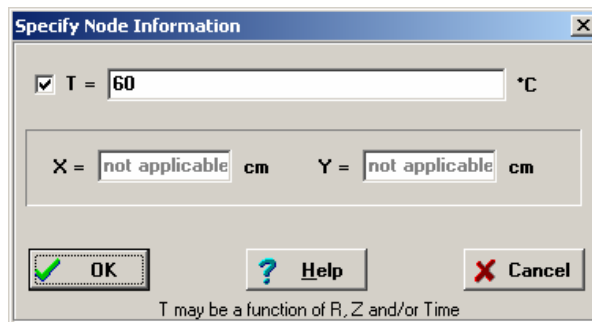 Specify Node Information
T = 60 °C
X = not applicable cm Y = not applicable cm
OK ? Help Cancel
T may be a function of R, Z and/or Time